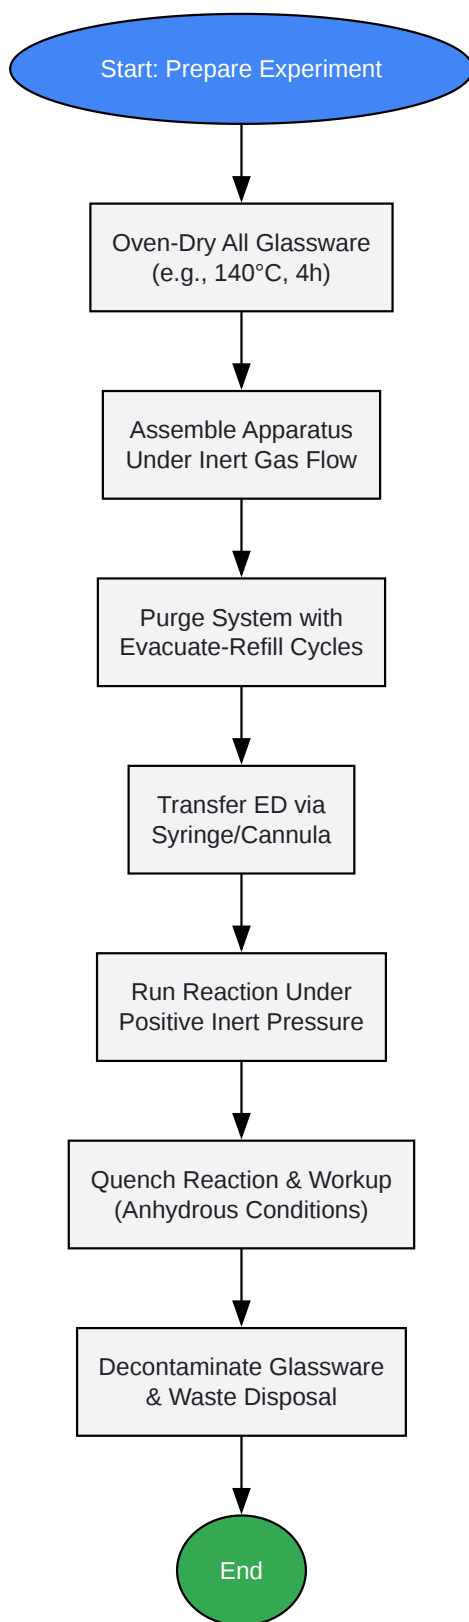 Start: Prepare Experiment
Oven-Dry All Glassware
(e.g., 140°C, 4h)
Assemble Apparatus
Under Inert Gas Flow
Purge System with
Evacuate-Refill Cycles
Transfer ED via
Syringe/Cannula
Run Reaction Under
Positive Inert Pressure
Quench Reaction & Workup
(Anhydrous Conditions)
Decontaminate Glassware
& Waste Disposal
End